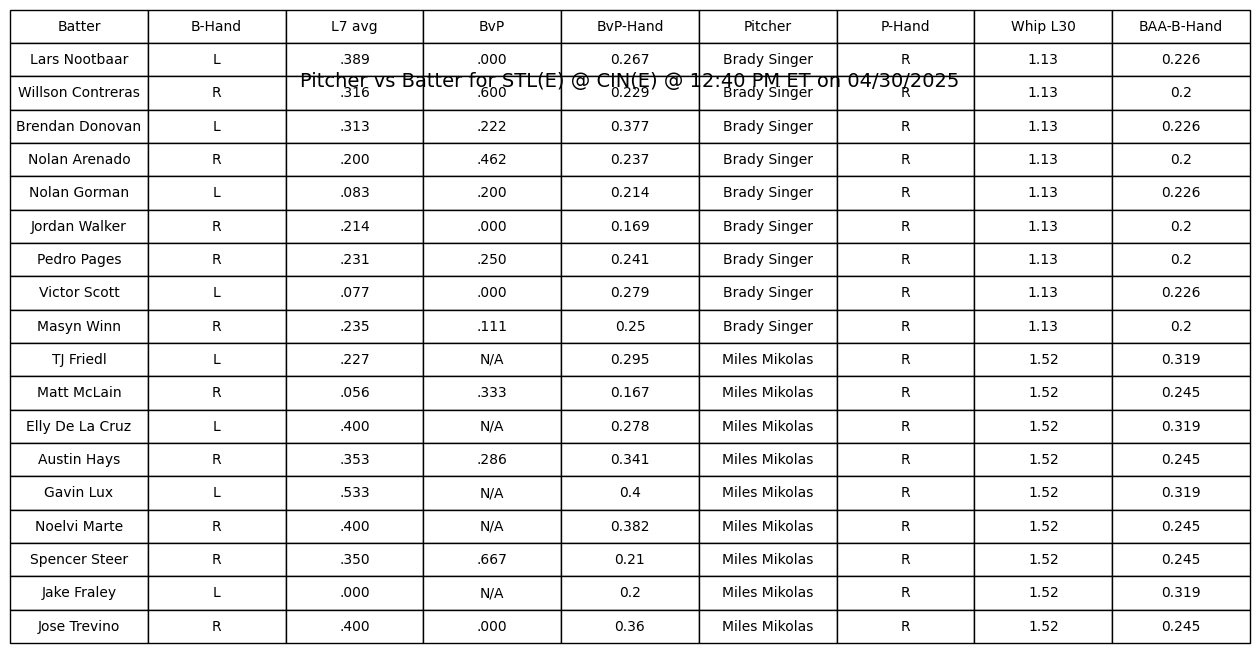 Batter B-Hand L7 avg BvP BvP-Hand Pitcher P-Hand Whip L30 BAA-B-Hand
Lars Nootbaar L .389 .000 0.267 Brady Singer R 1.13 0.226
Pitcher vs Batter for STL(E) @ CIN(E) @ 12:40 PM ET on 04/30/2025
Willson Contreras R .316 .600 0.229 Brady Singer R 1.13 0.2
Brendan Donovan L .313 .222 0.377 Brady Singer R 1.13 0.226
Nolan Arenado R .200 .462 0.237 Brady Singer R 1.13 0.2
Nolan Gorman L .083 .200 0.214 Brady Singer R 1.13 0.226
Jordan Walker R .214 .000 0.169 Brady Singer R 1.13 0.2
Pedro Pages R .231 .250 0.241 Brady Singer R 1.13 0.2
Victor Scott L .077 .000 0.279 Brady Singer R 1.13 0.226
Masyn Winn R .235 .111 0.25 Brady Singer R 1.13 0.2
TJ Friedl L .227 N/A 0.295 Miles Mikolas R 1.52 0.319
Matt McLain R .056 .333 0.167 Miles Mikolas R 1.52 0.245
Elly De La Cruz L .400 N/A 0.278 Miles Mikolas R 1.52 0.319
Austin Hays R .353 .286 0.341 Miles Mikolas R 1.52 0.245
Gavin Lux L .533 N/A 0.4 Miles Mikolas R 1.52 0.319
Noelvi Marte R .400 N/A 0.382 Miles Mikolas R 1.52 0.245
Spencer Steer R .350 .667 0.21 Miles Mikolas R 1.52 0.245
Jake Fraley L .000 N/A 0.2 Miles Mikolas R 1.52 0.319
Jose Trevino R .400 .000 0.36 Miles Mikolas R 1.52 0.245